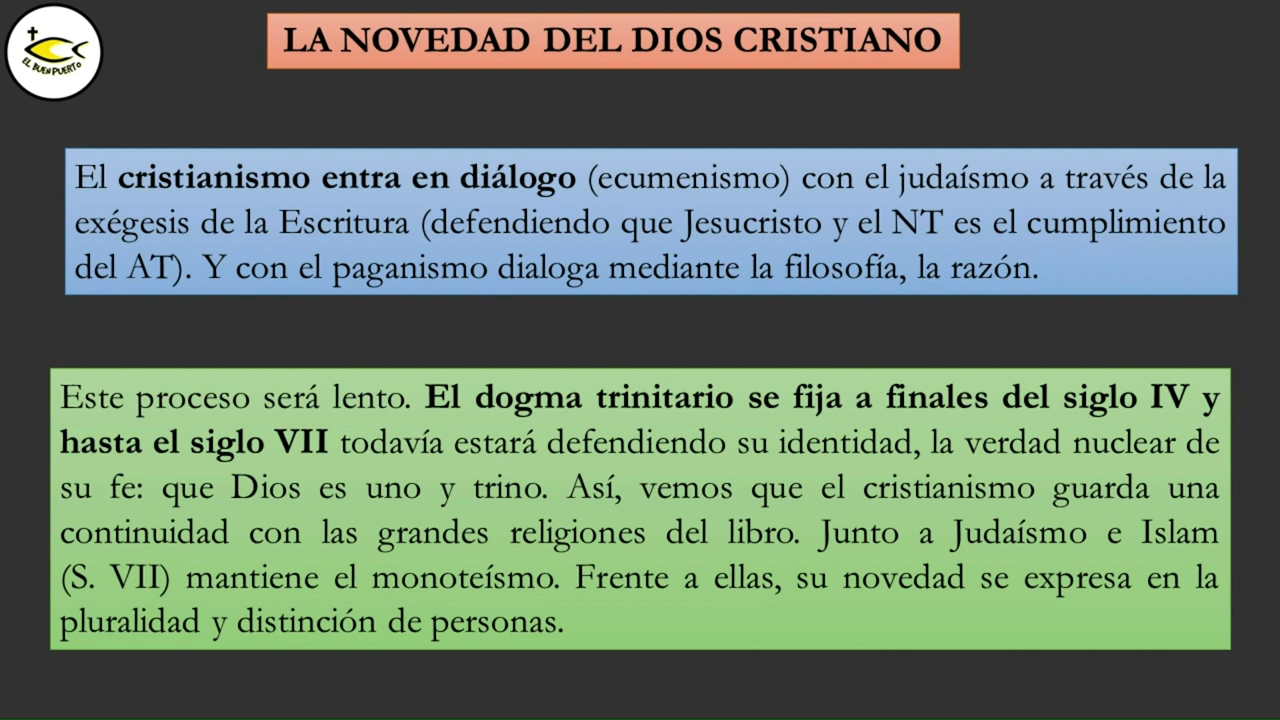 EL BUEN PUERTO
LA NOVEDAD DEL DIOS CRISTIANO
El cristianismo entra en diálogo (ecumenismo) con el judaísmo a través de la
exégesis de la Escritura (defendiendo que Jesucristo y el NT es el cumplimiento
del AT). Y con el paganismo dialoga mediante la filosofía, la razón.
Este proceso será lento. El dogma trinitario se fija a finales del siglo IV y
hasta el siglo VII todavía estará defendiendo su identidad, la verdad nuclear de
su fe: que Dios es uno y trino. Así, vemos que el cristianismo guarda una
continuidad con las grandes religiones del libro. Junto a Judaísmo e Islam
(S. VII) mantiene el monoteísmo. Frente a ellas, su novedad se expresa en la
pluralidad y distinción de personas.